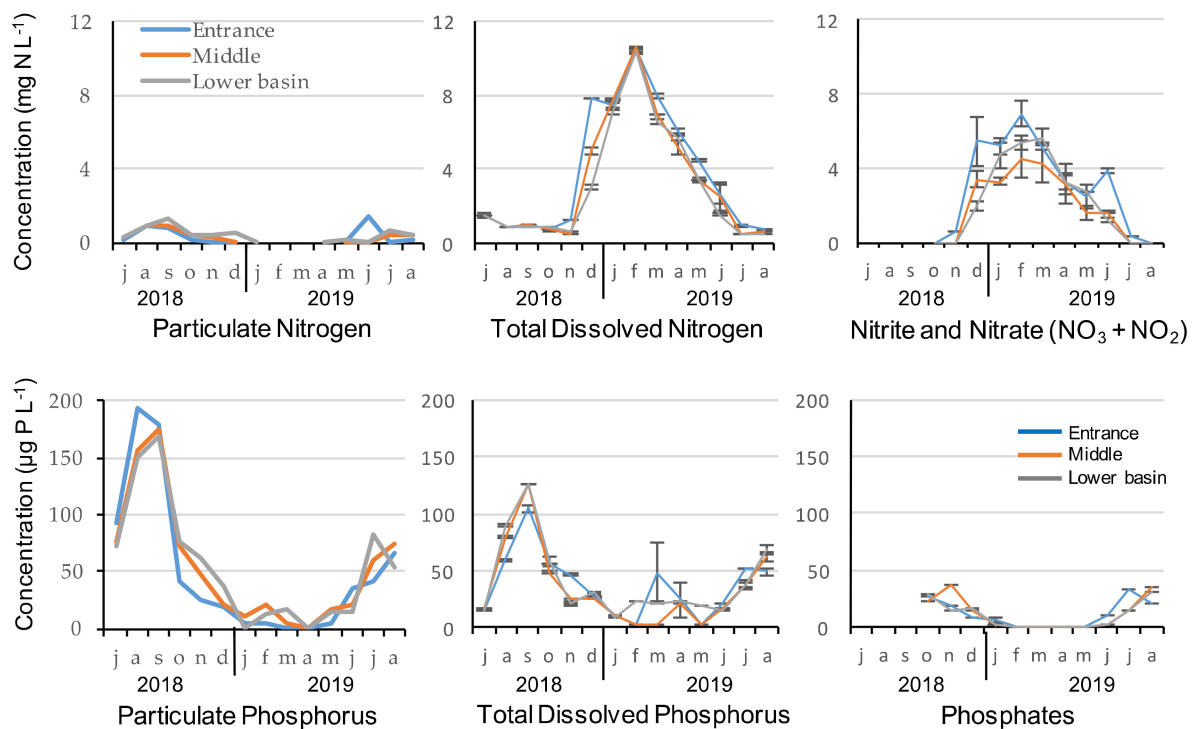 Concentration (mg N L-1)
12
8
4
0
Entrance
Middle
Lower basin
j a s o n d j f m a m j j a
2018 2019
Particulate Nitrogen
12
8
4
0
j a s o n d j f m a m j j a
2018 2019
Total Dissolved Nitrogen
12
8
4
0
j a s o n d j f m a m j j a
2018 2019
Nitrite and Nitrate (NO3 + NO2)
Concentration (µg P L-1)
200
150
100
50
0
j a s o n d j f m a m j j a
2018 2019
Particulate Phosphorus
200
150
100
50
0
j a s o n d j f m a m j j a
2018 2019
Total Dissolved Phosphorus
200
150
100
50
0
Entrance
Middle
Lower basin
j a s o n d j f m a m j j a
2018 2019
Phosphates